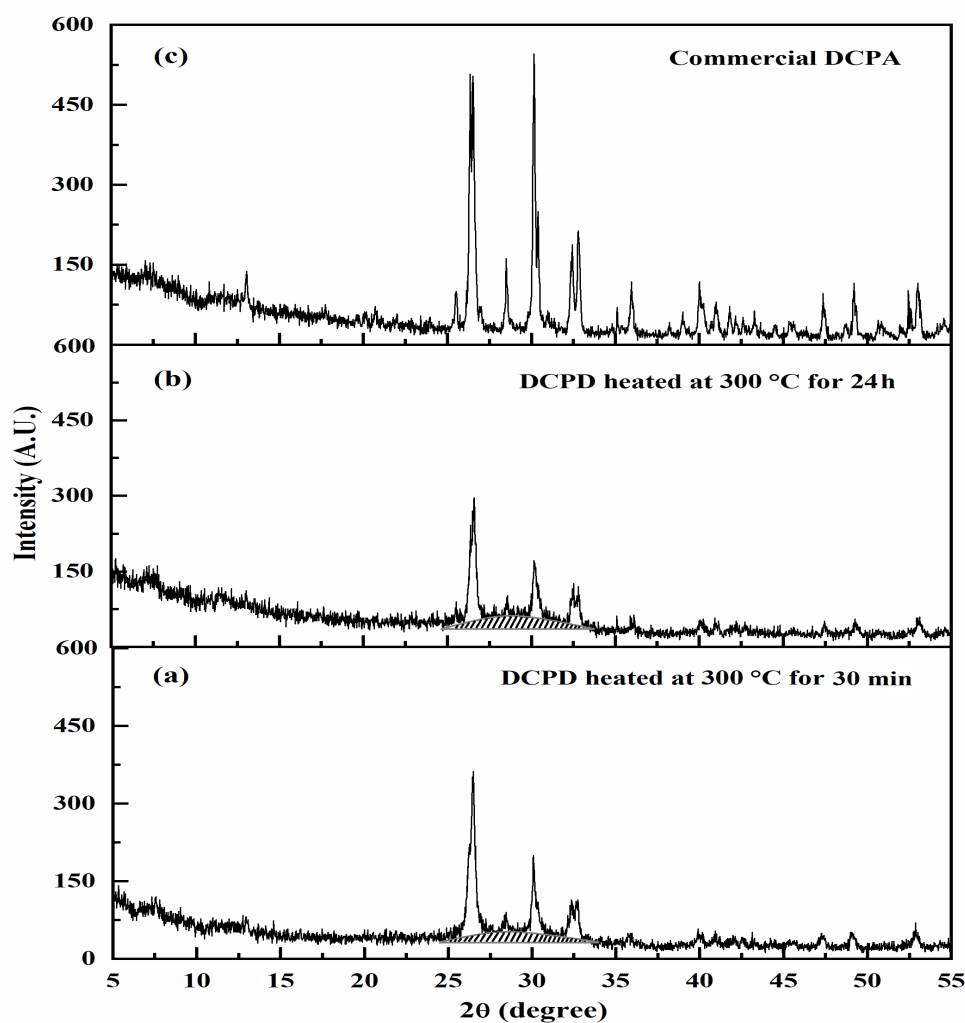 600
(c) Commercial DCPA
450
300
150
600
(b) DCPD heated at 300 °C for 24h
450
300
150
600
(a) DCPD heated at 300 °C for 30 min
450
300
150
0
5 10 15 20 25 30 35 40 45 50 55
2θ (degree)
Intensity (A.U.)